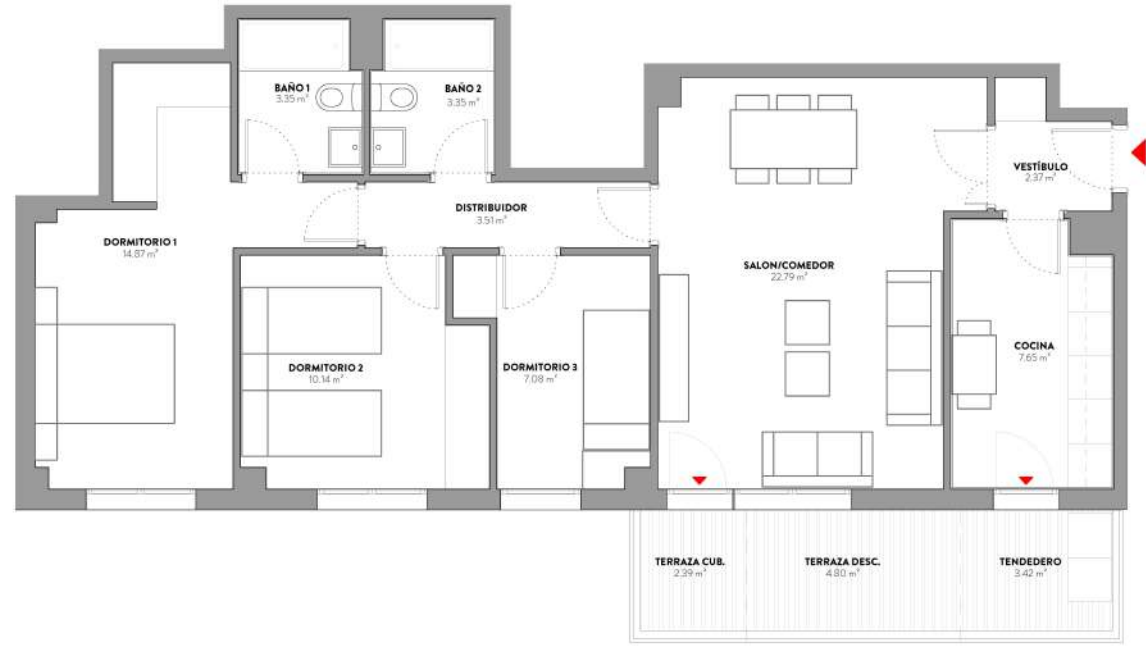 BAÑO 1
3.35 m²
BAÑO 2
3.35 m²
VESTÍBULO
2.37 m²
DISTRIBUIDOR
3.51 m²
DORMITORIO 1
14.87 m²
SALON/COMEDOR
22.79 m²
COCINA
7.65 m²
DORMITORIO 2
10.14 m²
DORMITORIO 3
7.08 m²
TERRAZA CUB.
2.39 m²
TERRAZA DESC.
4.80 m²
TENDEDERO
3.42 m²